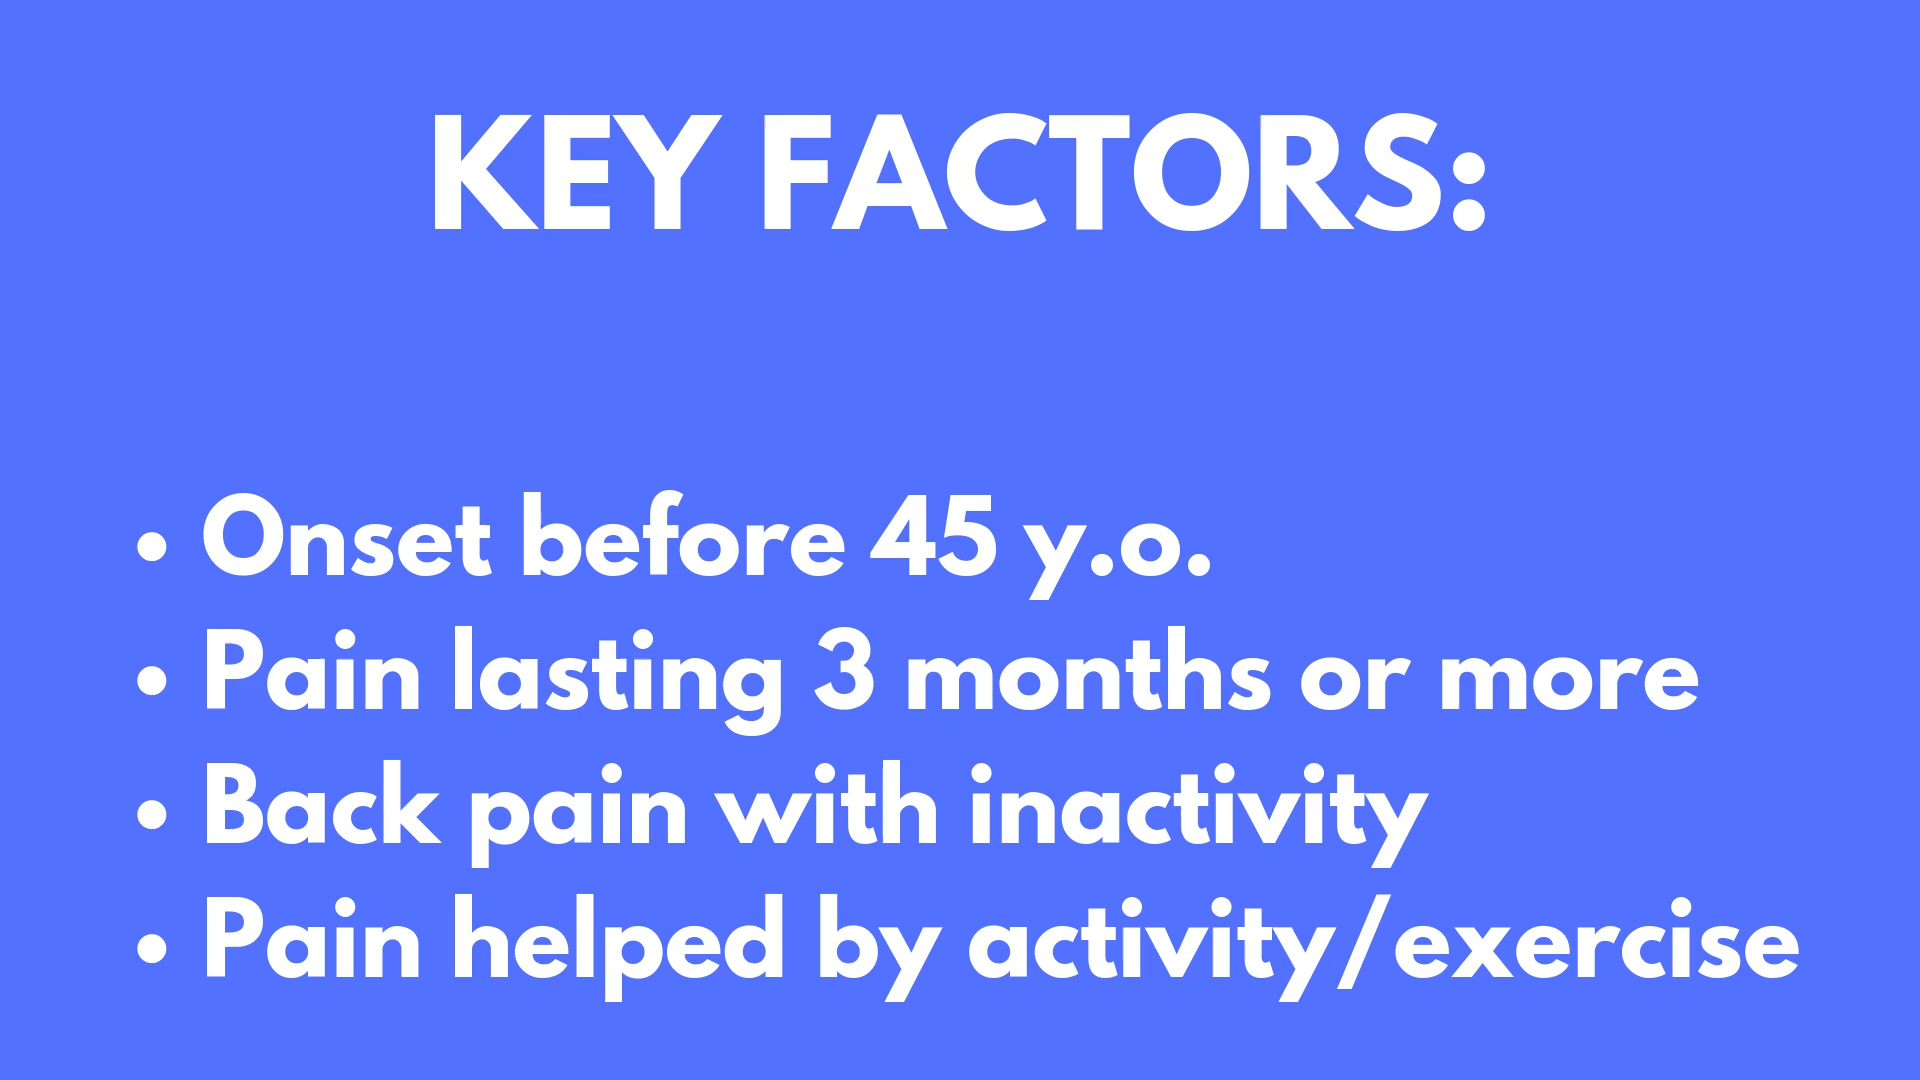 KEY FACTORS:
• Onset before 45 y.o.
• Pain lasting 3 months or more
• Back pain with inactivity
• Pain helped by activity/exercise